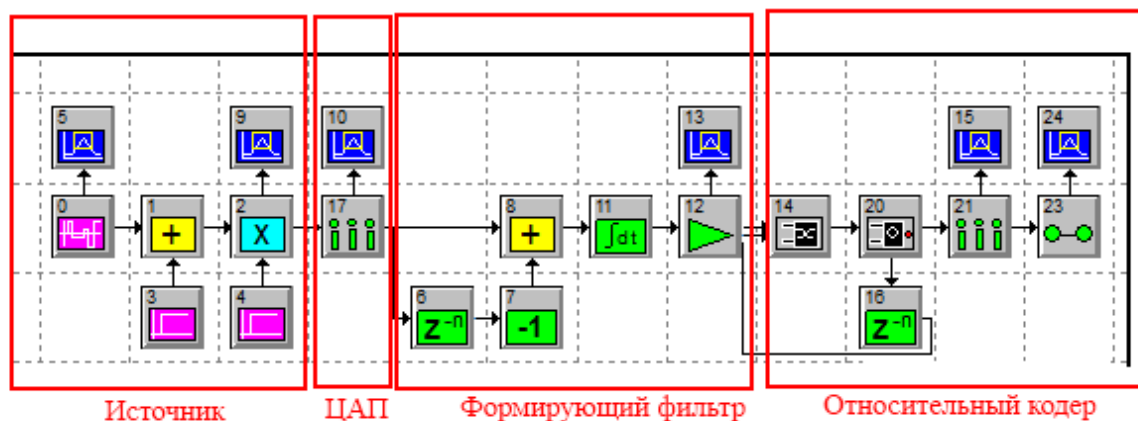 5 9 10 13 15 24
0 1 + 2 X 17 8 + 11 ∫dt 12 14 20 21 23
3 4 6 Z⁻ⁿ 7 -1 16 Z⁻ⁿ
Источник ЦАП Формирующий фильтр Относительный кодер